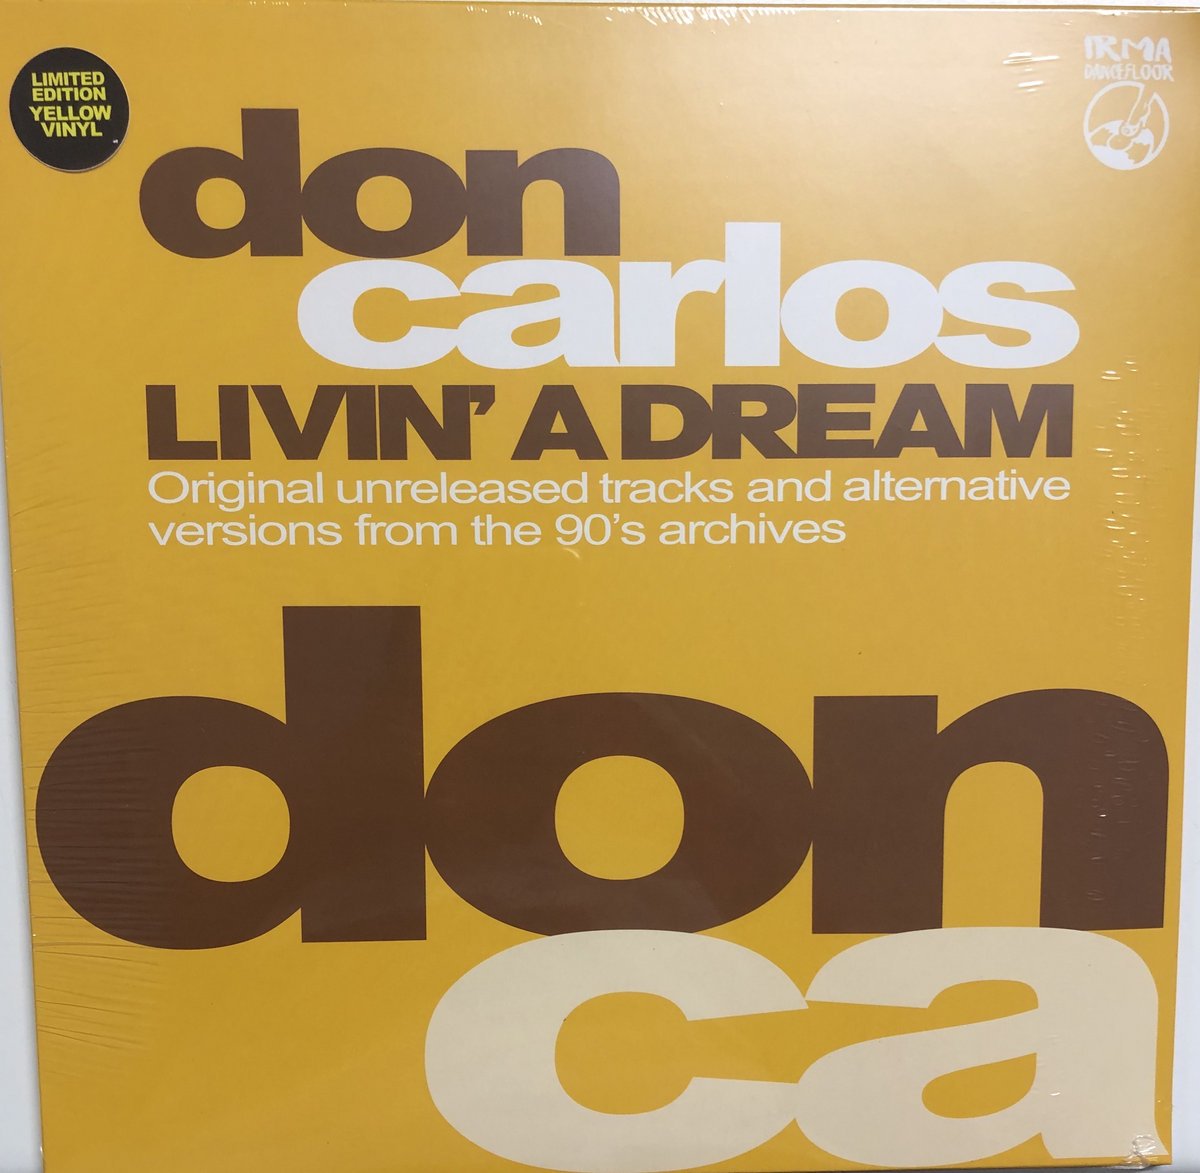 LIMITED
EDITION
YELLOW
VINYL
IRMA
DANCEFLOOR
don
carlos
LIVIN' A DREAM
Original unreleased tracks and alternative
versions from the 90's archives
don
ca